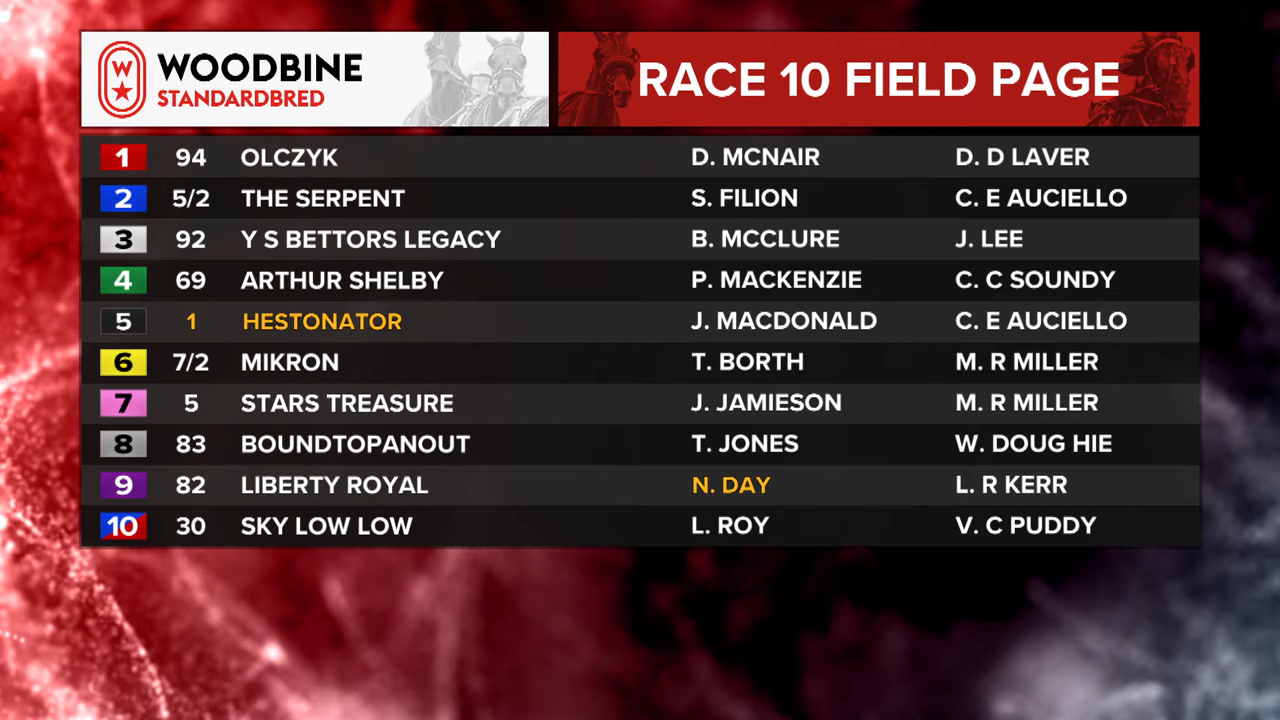 W
WOODBINE
STANDARDBRED
RACE 10 FIELD PAGE
1 94 OLCZYK D. MCNAIR D. D LAVER
2 5/2 THE SERPENT S. FILION C. E AUCIELLO
3 92 Y S BETTORS LEGACY B. MCCLURE J. LEE
4 69 ARTHUR SHELBY P. MACKENZIE C. C SOUNDY
5 1 HESTONATOR J. MACDONALD C. E AUCIELLO
6 7/2 MIKRON T. BORTH M. R MILLER
7 5 STARS TREASURE J. JAMIESON M. R MILLER
8 83 BOUNDTOPANOUT T. JONES W. DOUG HIE
9 82 LIBERTY ROYAL N. DAY L. R KERR
10 30 SKY LOW LOW L. ROY V. C PUDDY